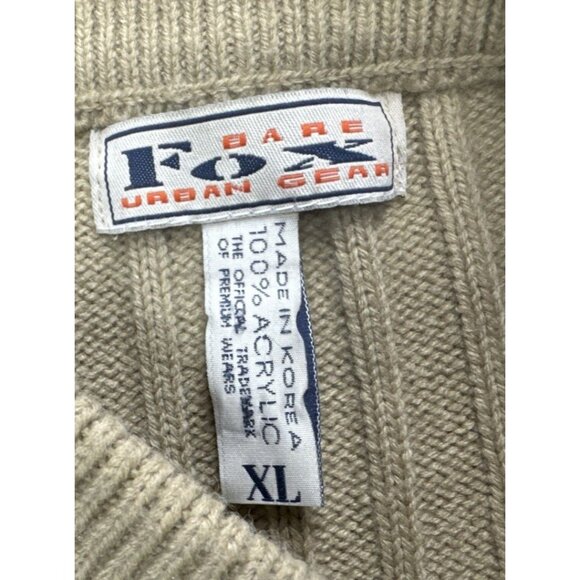 BARE
FOX
URBAN GEAR
MADE IN KOREA
100% ACRYLIC
THE OFFICIAL TRADEMARK
OF PREMIUM WEARS
XL